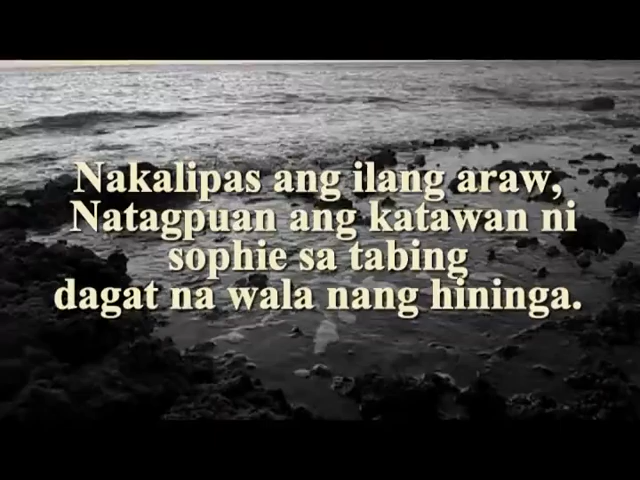 Nakalipas ang ilang araw,
Natagpuan ang katawan ni
sophie sa tabing
dagat na wala nang hininga.